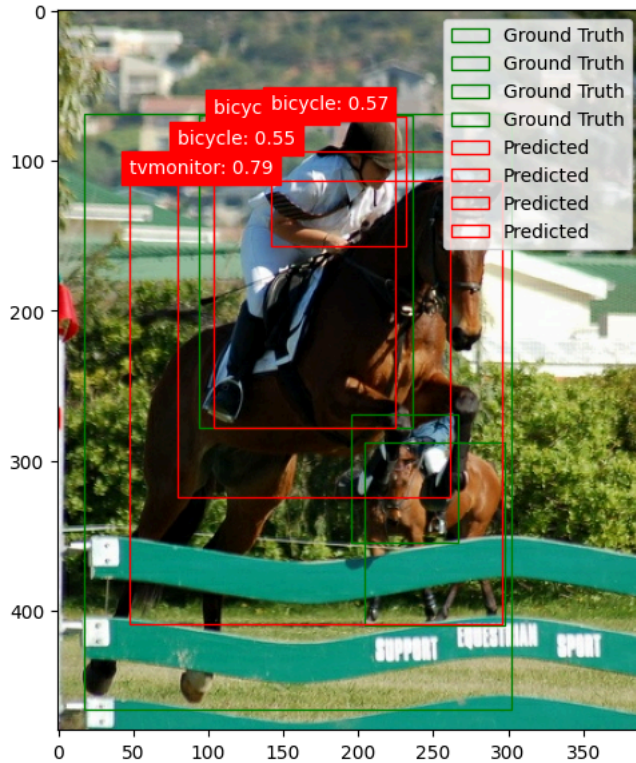 0
100
200
300
400
0 50 100 150 200 250 300 350
Ground Truth
Ground Truth
Ground Truth
Ground Truth
Predicted
Predicted
Predicted
Predicted
bicyc
bicycle: 0.57
bicycle: 0.55
tvmonitor: 0.79
SUPPORT EQUESTRIAN SPORT